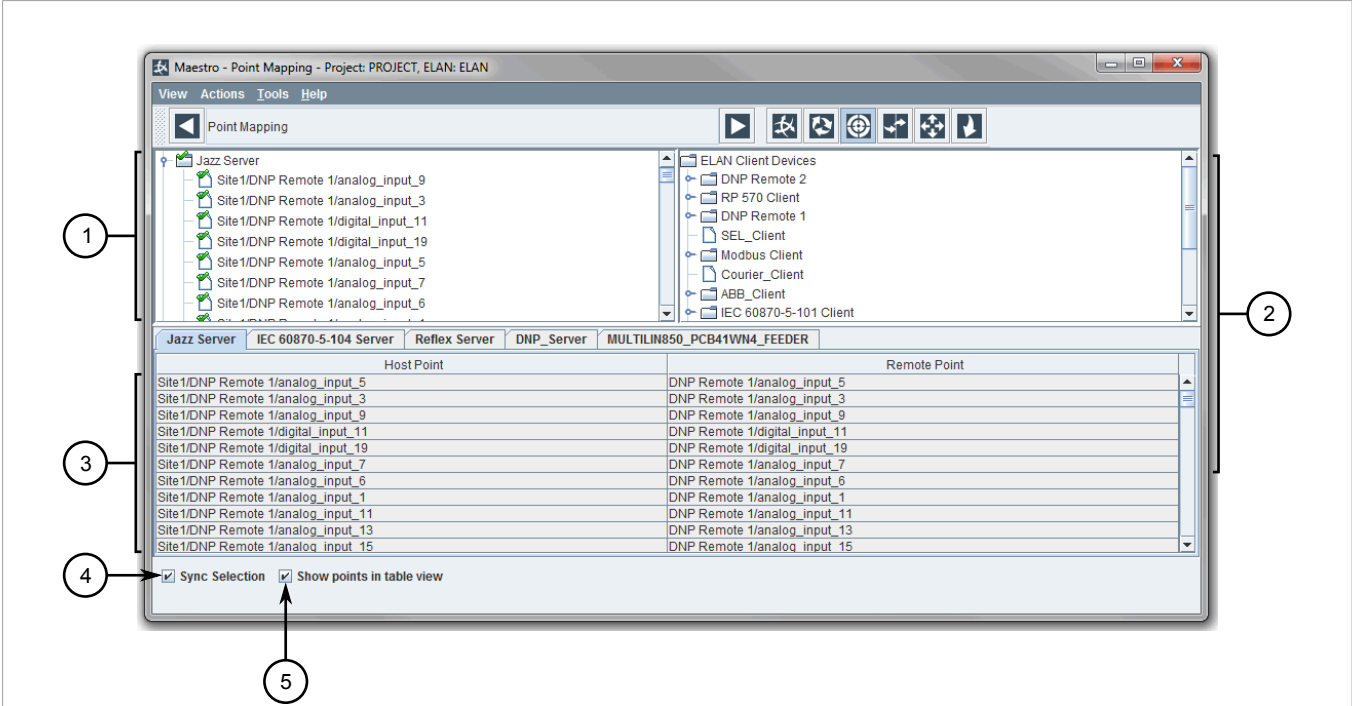 Maestro - Point Mapping - Project: PROJECT, ELAN: ELAN
View Actions Tools Help
Point Mapping
Jazz Server
Site1/DNP Remote 1/analog_input_9
Site1/DNP Remote 1/analog_input_3
Site1/DNP Remote 1/digital_input_11
Site1/DNP Remote 1/digital_input_19
Site1/DNP Remote 1/analog_input_5
Site1/DNP Remote 1/analog_input_7
Site1/DNP Remote 1/analog_input_6
ELAN Client Devices
DNP Remote 2
RP 570 Client
DNP Remote 1
SEL_Client
Modbus Client
Courier_Client
ABB_Client
IEC 60870-5-101 Client
1
2
Jazz Server IEC 60870-5-104 Server Reflex Server DNP_Server MULTILIN850_PCB41WN4_FEEDER
Host Point Remote Point
Site1/DNP Remote 1/analog_input_5 DNP Remote 1/analog_input_5
Site1/DNP Remote 1/analog_input_3 DNP Remote 1/analog_input_3
Site1/DNP Remote 1/analog_input_9 DNP Remote 1/analog_input_9
Site1/DNP Remote 1/digital_input_11 DNP Remote 1/digital_input_11
Site1/DNP Remote 1/digital_input_19 DNP Remote 1/digital_input_19
Site1/DNP Remote 1/analog_input_7 DNP Remote 1/analog_input_7
Site1/DNP Remote 1/analog_input_6 DNP Remote 1/analog_input_6
Site1/DNP Remote 1/analog_input_1 DNP Remote 1/analog_input_1
Site1/DNP Remote 1/analog_input_11 DNP Remote 1/analog_input_11
Site1/DNP Remote 1/analog_input_13 DNP Remote 1/analog_input_13
Site1/DNP Remote 1/analog_input_15 DNP Remote 1/analog_input_15
3
4
Sync Selection Show points in table view
5